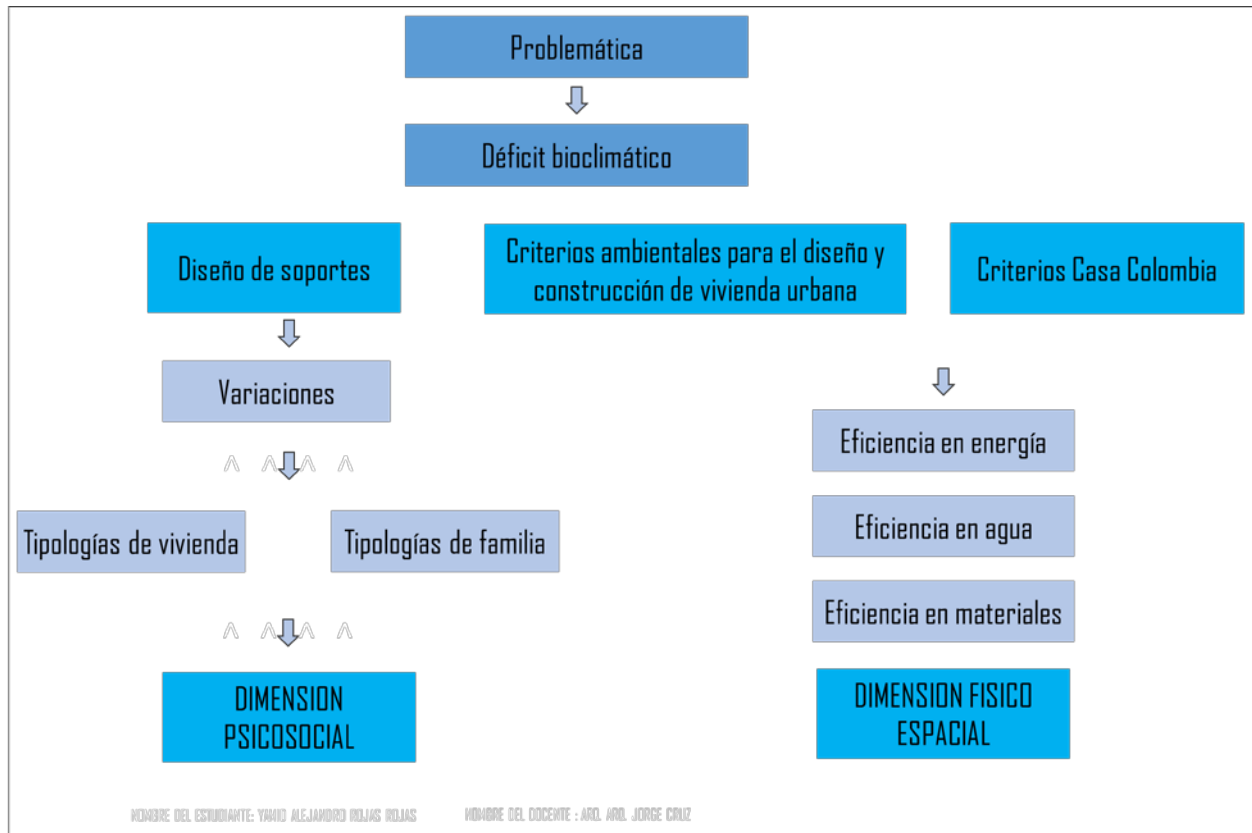 Problemática
Déficit bioclimático
Diseño de soportes
Criterios ambientales para el diseño y
construcción de vivienda urbana
Criterios Casa Colombia
Variaciones
Eficiencia en energía
Tipologías de vivienda
Tipologías de familia
Eficiencia en agua
Eficiencia en materiales
DIMENSION
PSICOSOCIAL
DIMENSION FISICO
ESPACIAL
NOMBRE DEL ESTUDIANTE: YAMID ALEJANDRO ROJAS ROJAS
NOMBRE DEL DOCENTE : ARQ. ARQ. JORGE CRUZ